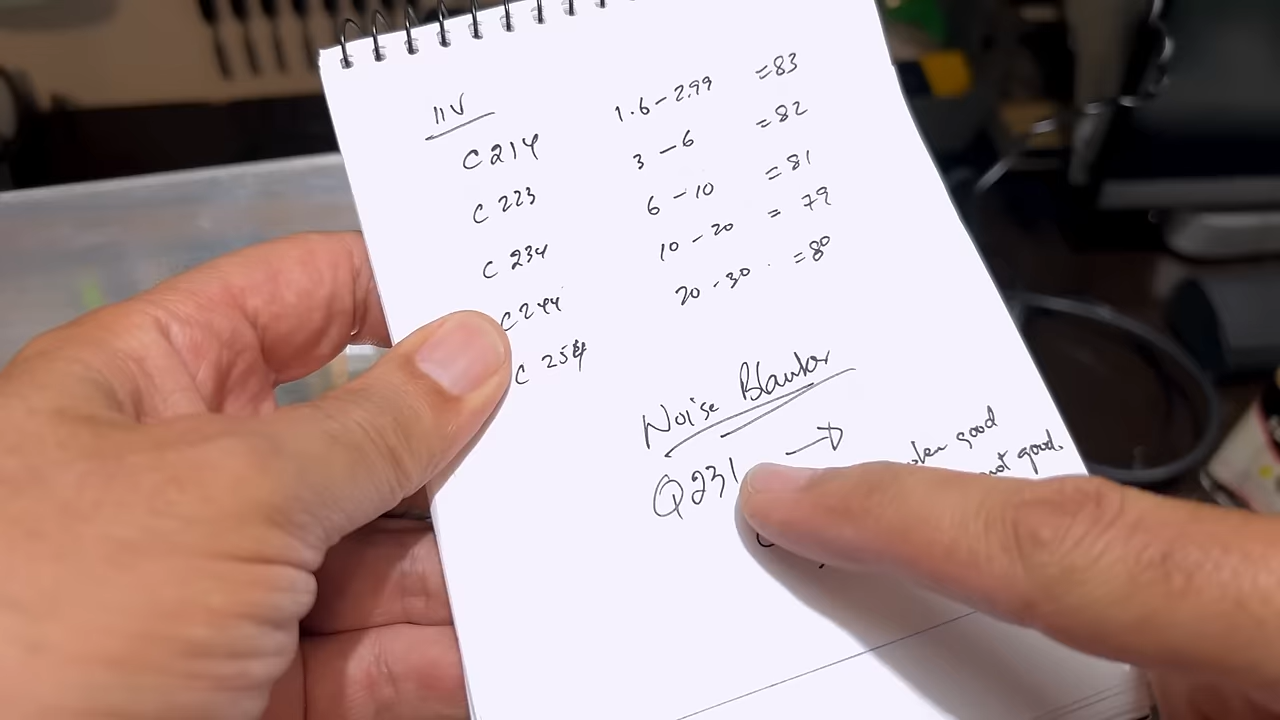 11V
C214 1.6-2.99 =83
C223 3-6 =82
C234 6-10 =81
C244 10-20 = 79
C254 20-30 =80
Noise Blanker
Q231 → good
not good.